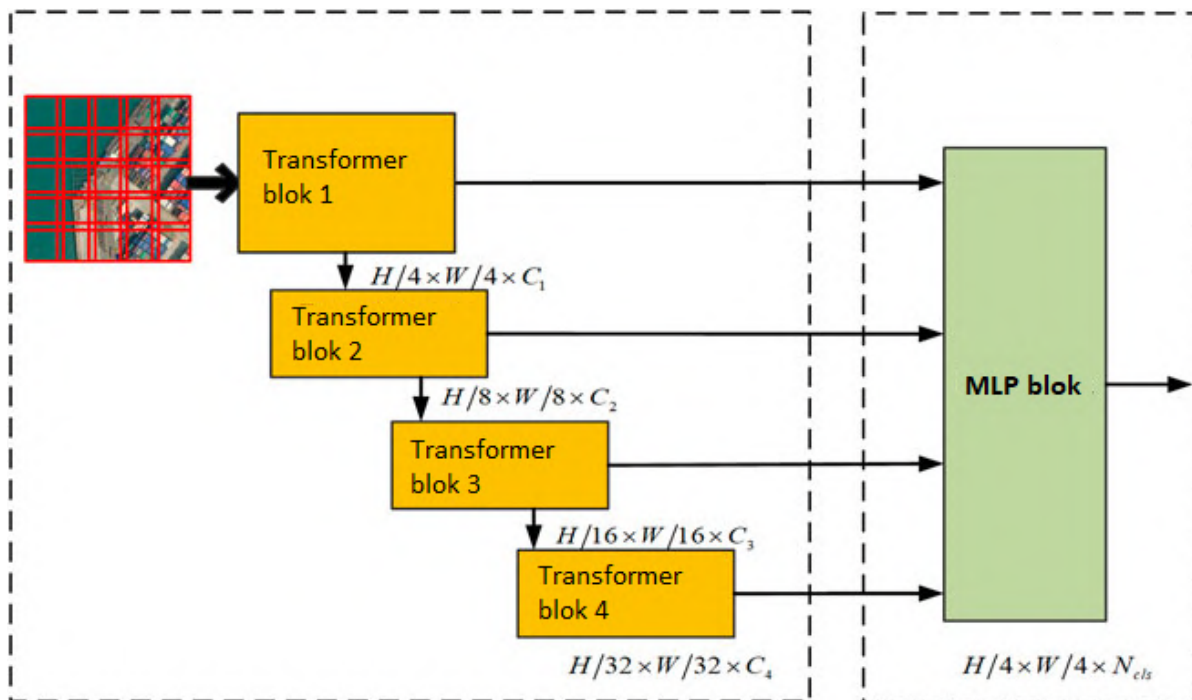 Transformer
blok 1
H/4×W/4×C₁
Transformer
blok 2
H/8×W/8×C₂
Transformer
blok 3
H/16×W/16×C₃
Transformer
blok 4
H/32×W/32×C₄
MLP blok
H/4×W/4×N_cls